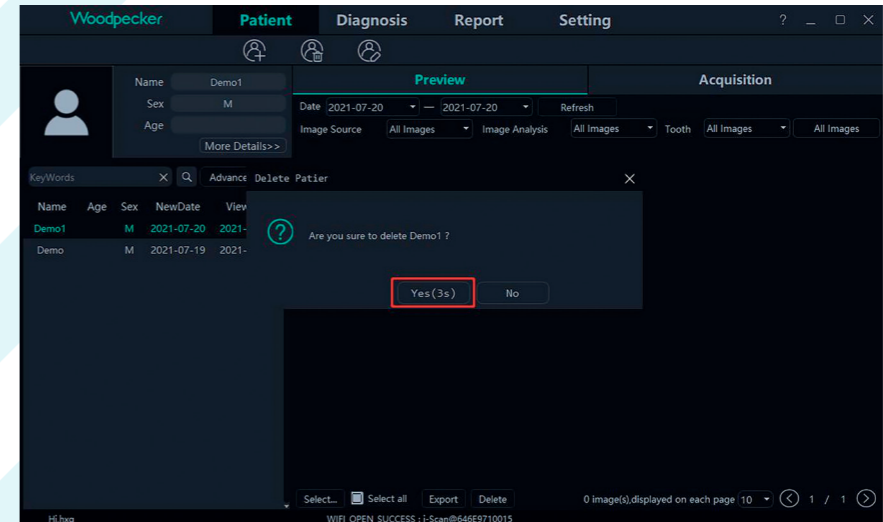 Woodpecker Patient Diagnosis Report Setting ?
Name Demo1
Sex M
Age
More Details>>
Preview Acquisition
Date 2021-07-20 — 2021-07-20 Refresh
Image Source All Images Image Analysis All Images Tooth All Images All Images
KeyWords Advance
Name Age Sex NewDate View
Demo1 M 2021-07-20 2021-
Demo M 2021-07-19 2021-
Delete Patier
Are you sure to delete Demo1 ?
Yes(3s) No
Select... Select all Export Delete 0 image(s),displayed on each page 10 1 / 1
Hi,hxq WIFI OPEN SUCCESS : i-Scan@646E9710015